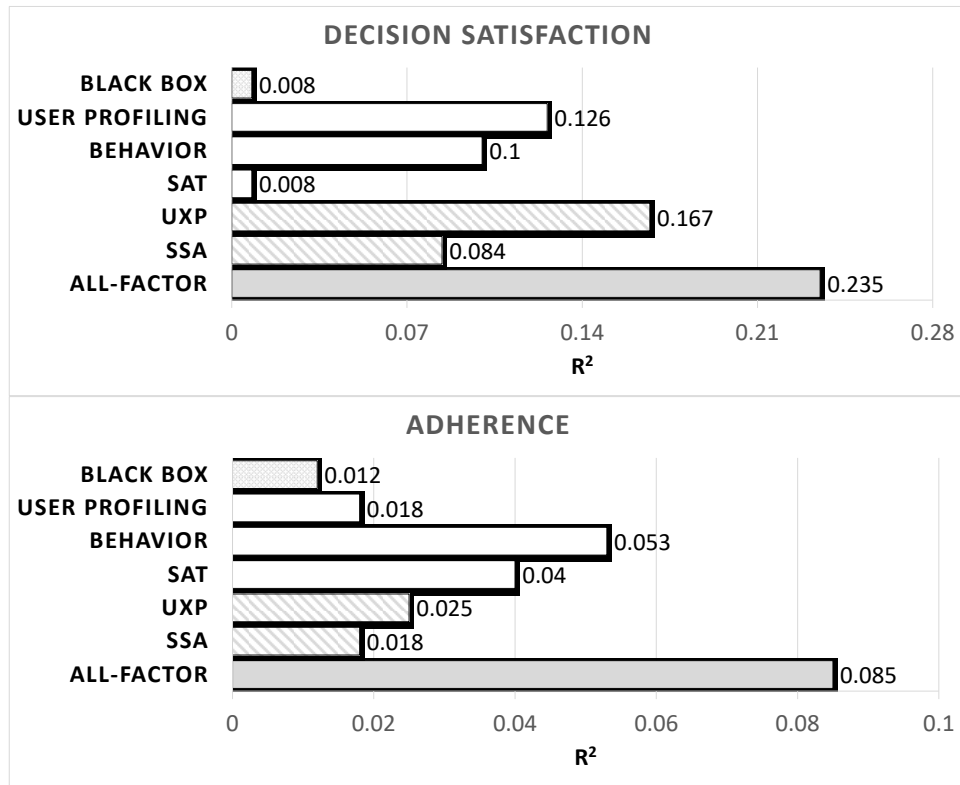 DECISION SATISFACTION
BLACK BOX 0.008
USER PROFILING 0.126
BEHAVIOR 0.1
SAT 0.008
UXP 0.167
SSA 0.084
ALL-FACTOR 0.235
0 0.07 0.14 0.21 0.28
R²
ADHERENCE
BLACK BOX 0.012
USER PROFILING 0.018
BEHAVIOR 0.053
SAT 0.04
UXP 0.025
SSA 0.018
ALL-FACTOR 0.085
0 0.02 0.04 0.06 0.08 0.1
R²